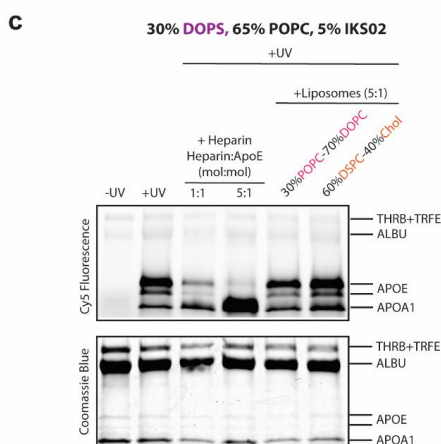 C
30% DOPS, 65% POPC, 5% IKS02
+UV
+Liposomes (5:1)
+ Heparin
Heparin:ApoE
(mol:mol)
-UV
+UV
1:1
5:1
30%POPC-70%DOPC
60%DSPC-40%Chol
Cy5 Fluorescence
THRB+TRFE
ALBU
APOE
APOA1
Coomassie Blue
THRB+TRFE
ALBU
APOE
APOA1